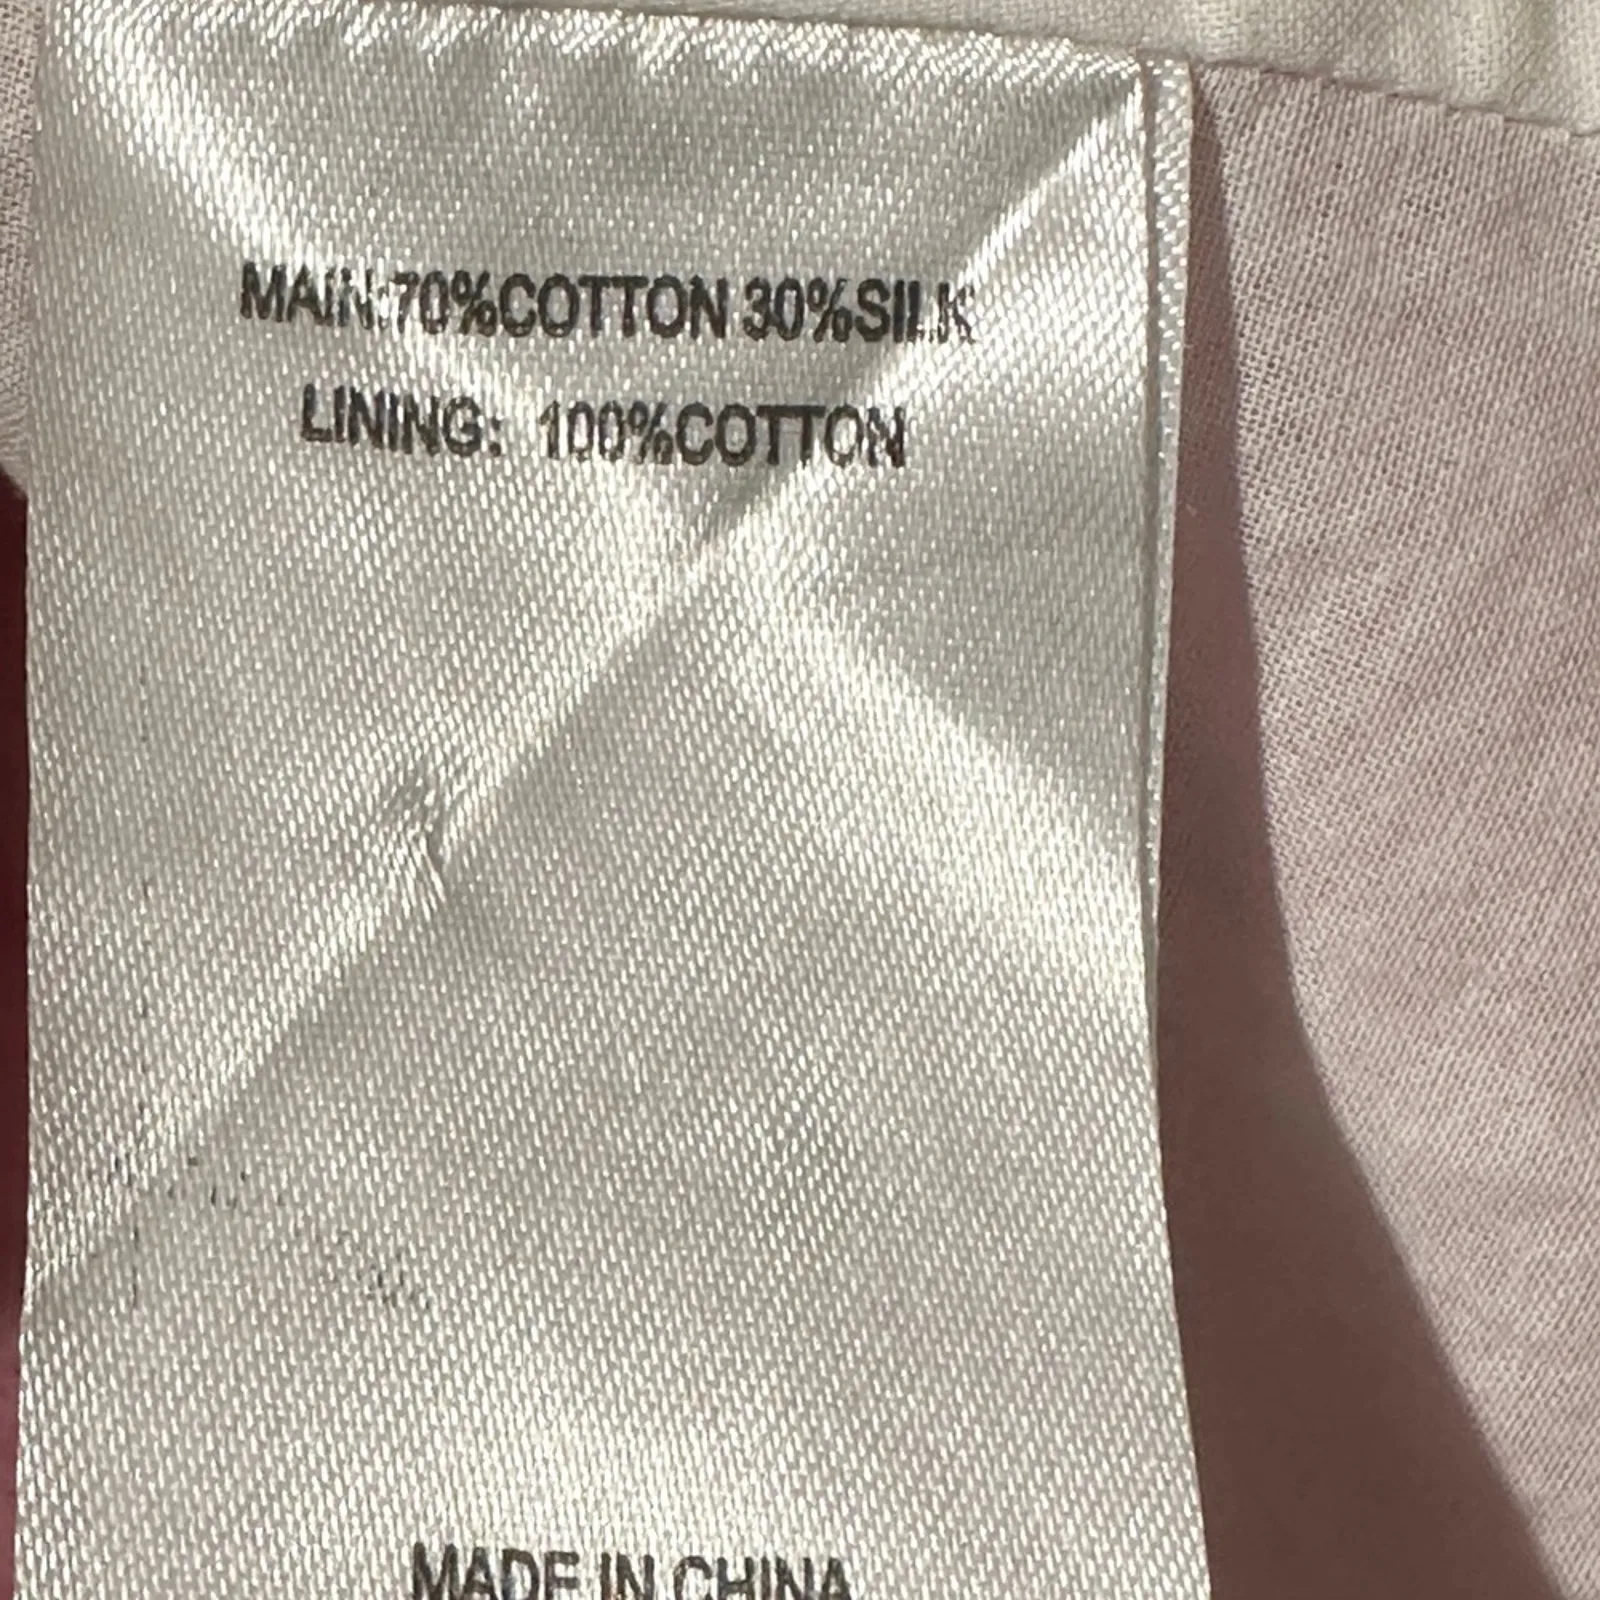 MAIN:70%COTTON 30%SILK
LINING: 100%COTTON
MADE IN CHINA